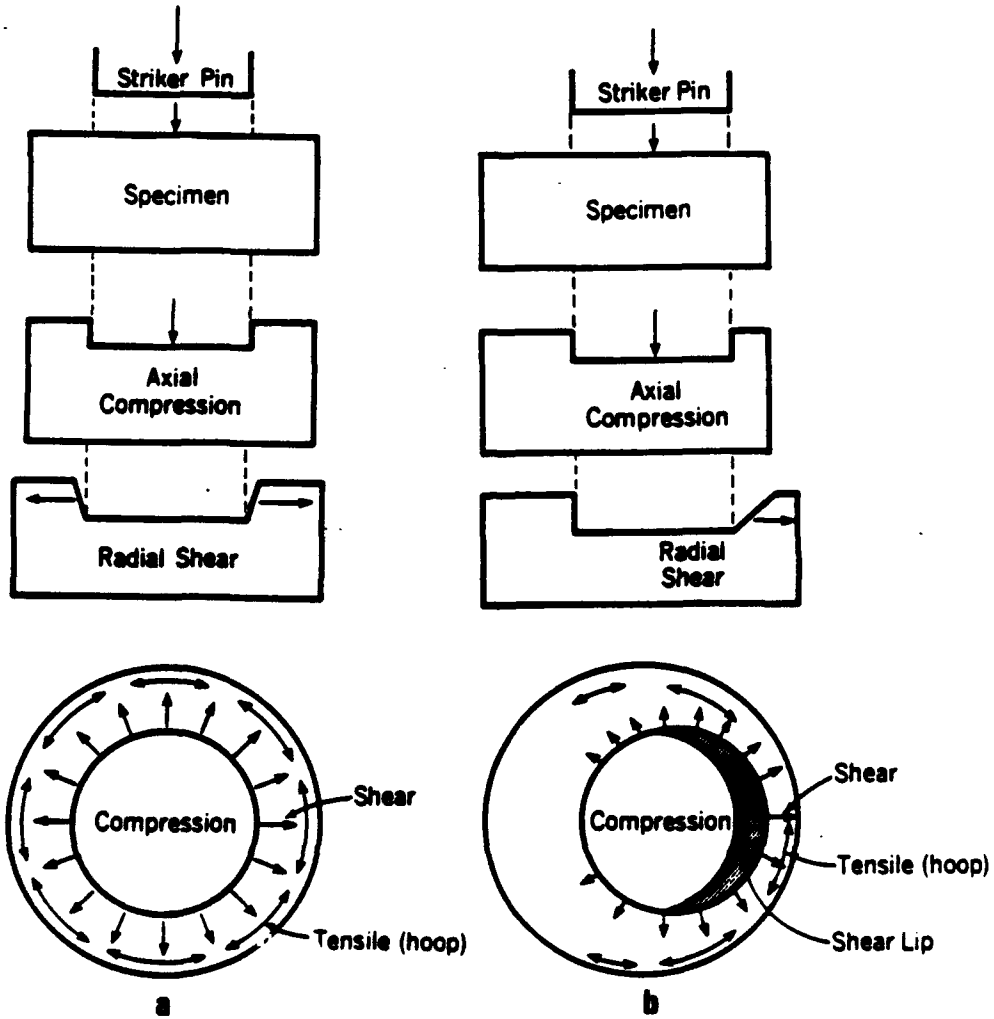 Striker Pin
Specimen
Axial
Compression
Radial Shear
Compression
Shear
Tensile (hoop)
a
Striker Pin
Specimen
Axial
Compression
Radial
Shear
Compression
Shear
Tensile (hoop)
Shear Lip
b